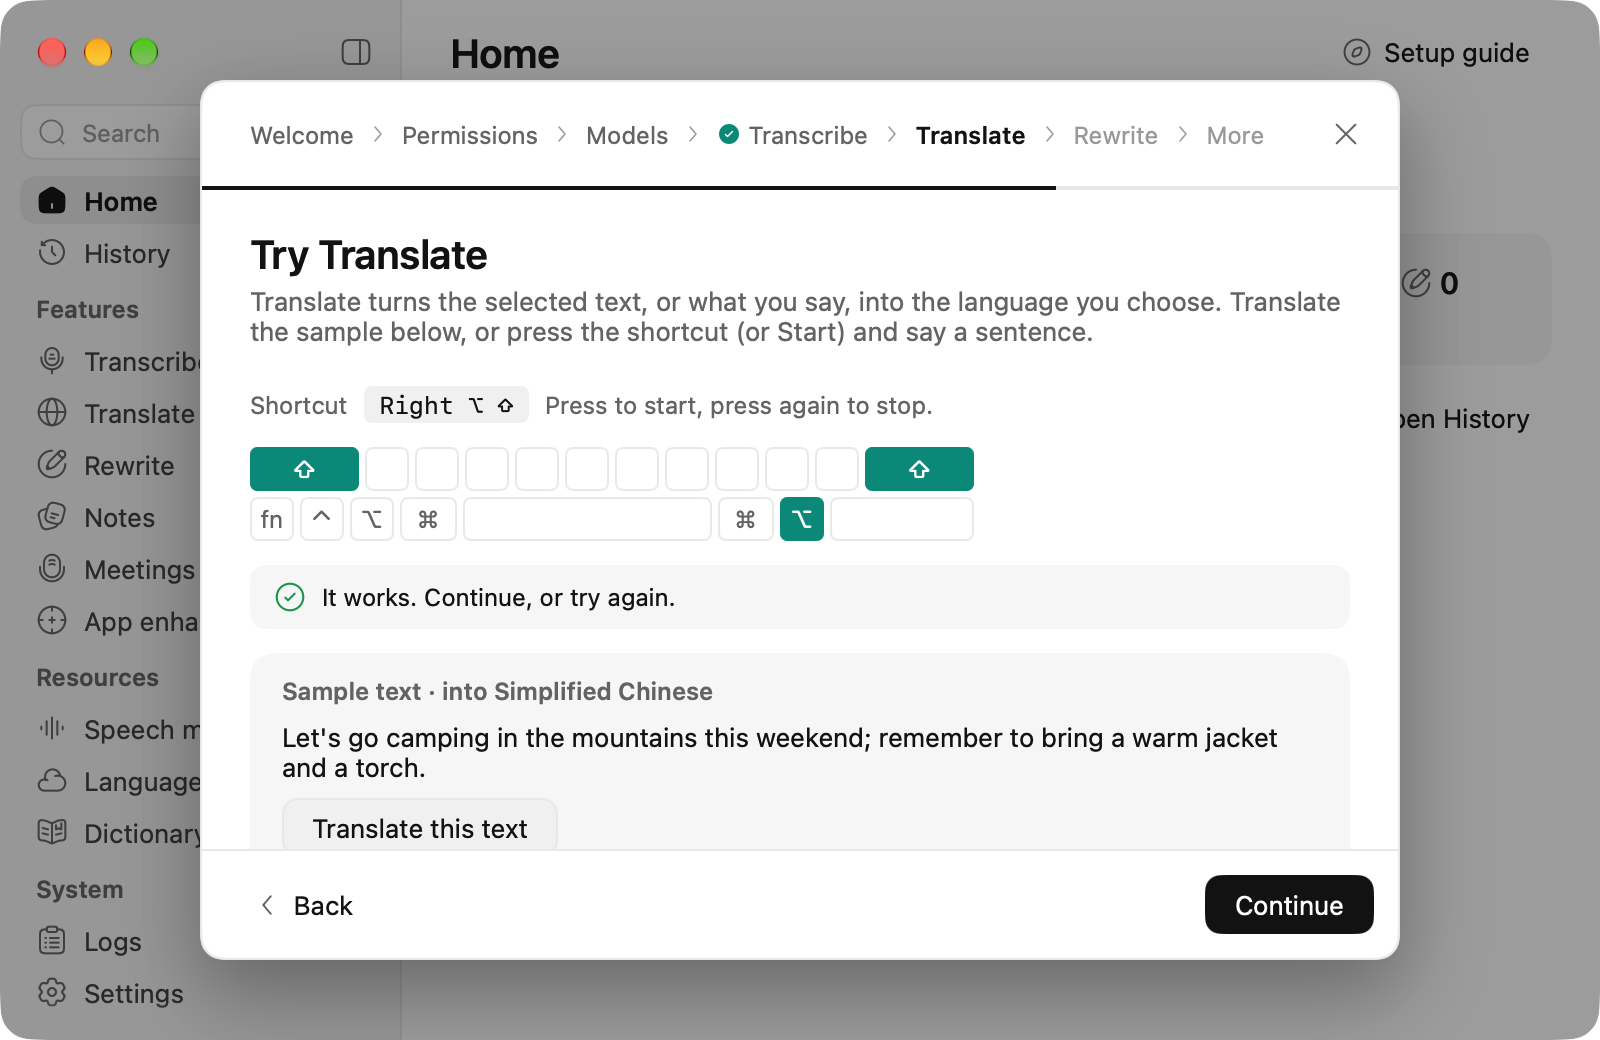 Home
Setup guide
Search
Home
History
Features
Transcribe
Translate
Rewrite
Notes
Meetings
App enha
Resources
Speech m
Language
Dictionary
System
Logs
Settings
0
pen History
Welcome
Permissions
Models
Transcribe
Translate
Rewrite
More
Try Translate
Translate turns the selected text, or what you say, into the language you choose. Translate
the sample below, or press the shortcut (or Start) and say a sentence.
Shortcut Right ⌥ ⇧ Press to start, press again to stop.
⇧ ⇧
fn ^ ⌥ ⌘ ⌘ ⌥
It works. Continue, or try again.
Sample text · into Simplified Chinese
Let's go camping in the mountains this weekend; remember to bring a warm jacket
and a torch.
Translate this text
Back
Continue